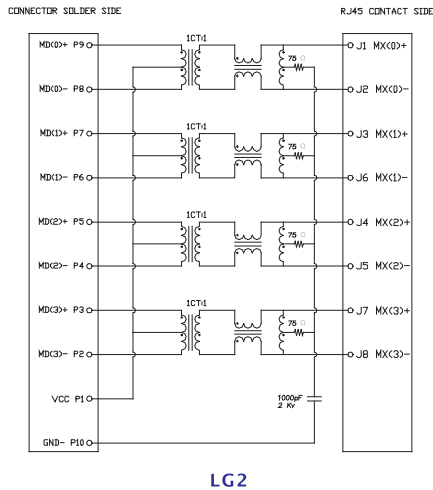 CONNECTOR SOLDER SIDE
RJ45 CONTACT SIDE
MD(0)+ P9
1CT:1
J1 MX(0)+
75 Ω
MD(0)- P8
J2 MX(0)-
MD(1)+ P7
1CT:1
J3 MX(1)+
75 Ω
MD(1)- P6
J6 MX(1)-
MD(2)+ P5
1CT:1
J4 MX(2)+
75 Ω
MD(2)- P4
J5 MX(2)-
MD(3)+ P3
1CT:1
J7 MX(3)+
75 Ω
MD(3)- P2
J8 MX(3)-
VCC P1
1000pF
2 Kv
GND- P10
LG2